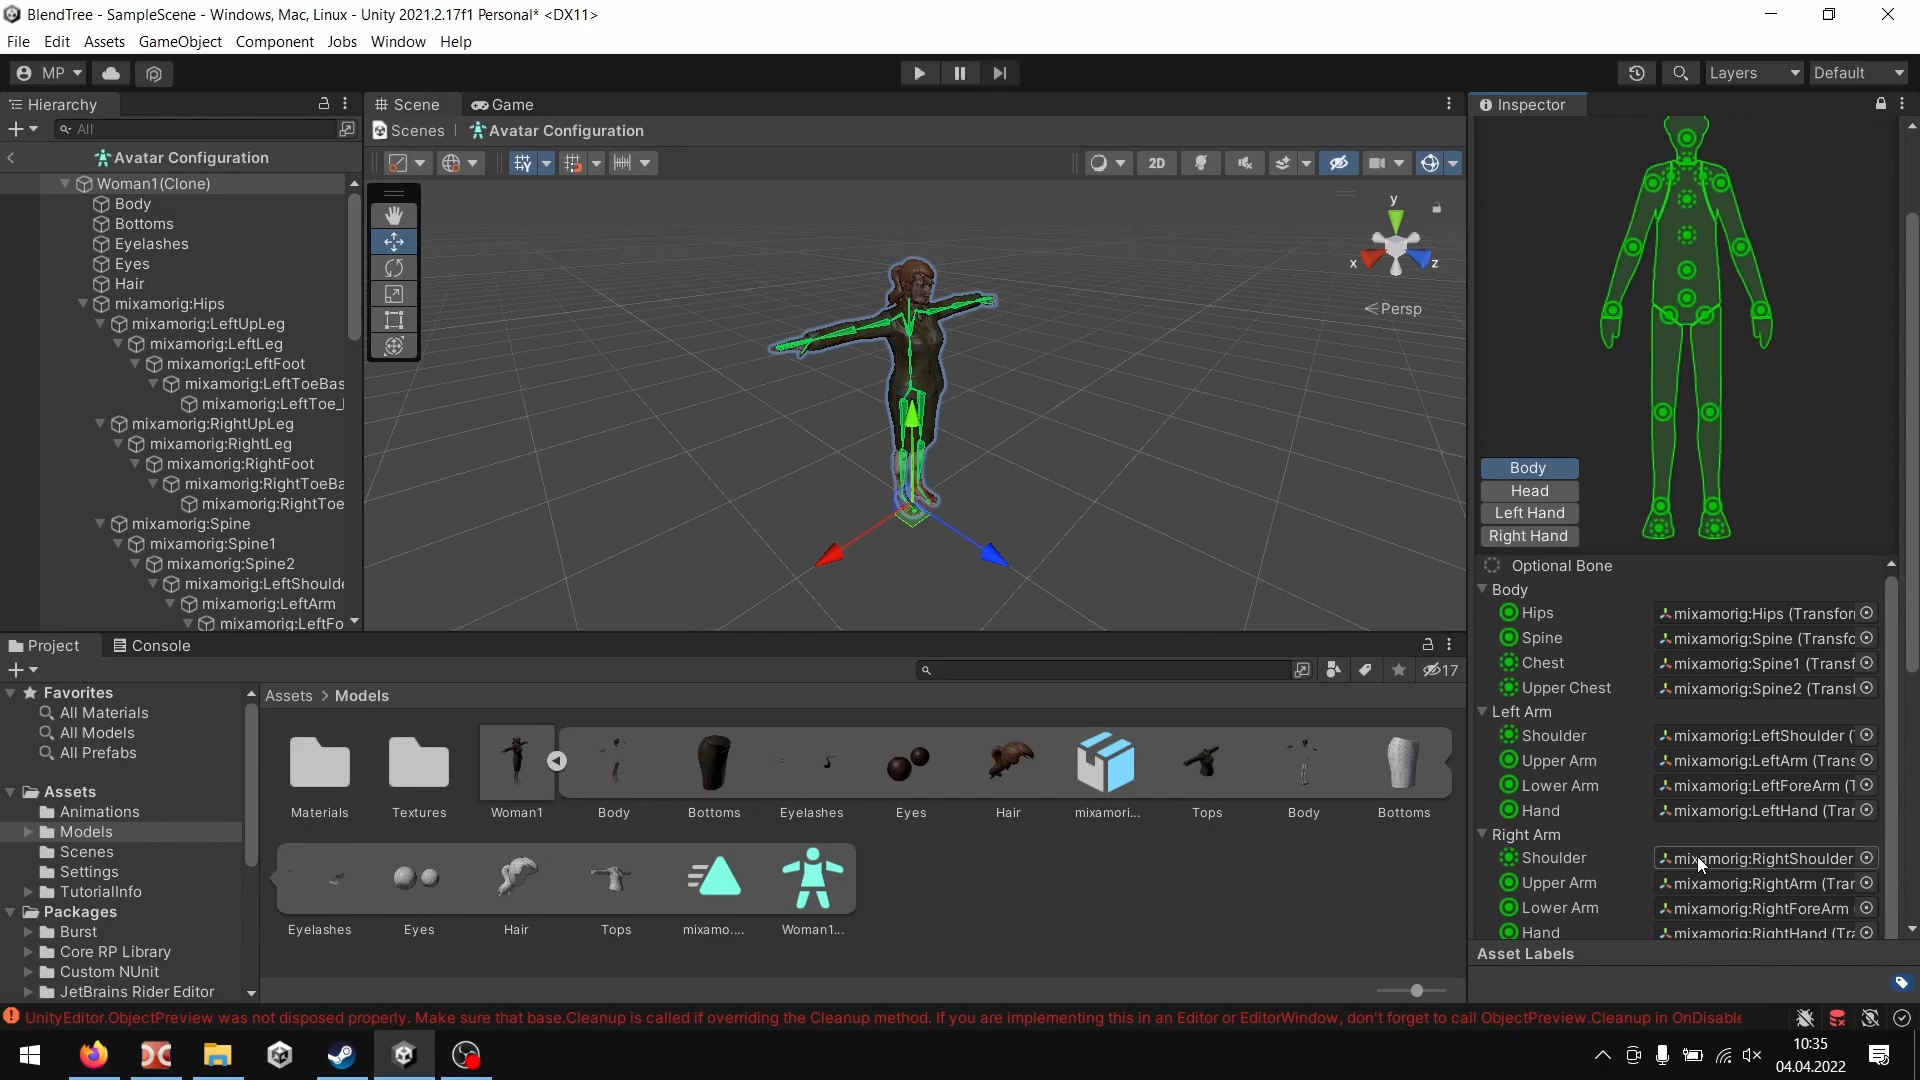 BlendTree - SampleScene - Windows, Mac, Linux - Unity 2021.2.17f1 Personal* <DX11>
File Edit Assets GameObject Component Jobs Window Help
MP
Layers
Default
Hierarchy
All
Avatar Configuration
Woman1(Clone)
Body
Bottoms
Eyelashes
Eyes
Hair
mixamorig:Hips
mixamorig:LeftUpLeg
mixamorig:LeftLeg
mixamorig:LeftFoot
mixamorig:LeftToeBas
mixamorig:LeftToe_
mixamorig:RightUpLeg
mixamorig:RightLeg
mixamorig:RightFoot
mixamorig:RightToeBa
mixamorig:RightToe
mixamorig:Spine
mixamorig:Spine1
mixamorig:Spine2
mixamorig:LeftShoulde
mixamorig:LeftArm
mixamorig:LeftFo
Scene
Game
Scenes
Avatar Configuration
2D
y
x
z
Persp
Inspector
Body
Head
Left Hand
Right Hand
Optional Bone
Body
Hips mixamorig:Hips (Transfor
Spine mixamorig:Spine (Transfo
Chest mixamorig:Spine1 (Transf
Upper Chest mixamorig:Spine2 (Transf
Left Arm
Shoulder mixamorig:LeftShoulder (
Upper Arm mixamorig:LeftArm (Trans
Lower Arm mixamorig:LeftForeArm (T
Hand mixamorig:LeftHand (Tra
Right Arm
Shoulder mixamorig:RightShoulder
Upper Arm mixamorig:RightArm (Tra
Lower Arm mixamorig:RightForeArm
Hand mixamorig:RightHand (Tra
Asset Labels
Project
Console
17
Favorites
All Materials
All Models
All Prefabs
Assets
Animations
Models
Scenes
Settings
TutorialInfo
Packages
Burst
Core RP Library
Custom NUnit
JetBrains Rider Editor
Assets > Models
Materials Textures Woman1 Body Bottoms Eyelashes Eyes Hair mixamori... Tops Body Bottoms
Eyelashes Eyes Hair Tops mixamo.... Woman1...
UnityEditor.ObjectPreview was not disposed properly. Make sure that base.Cleanup is called if overriding the Cleanup method. If you are implementing this in an Editor or EditorWindow, don't forget to call ObjectPreview.Cleanup in OnDisable
10:35
04.04.2022